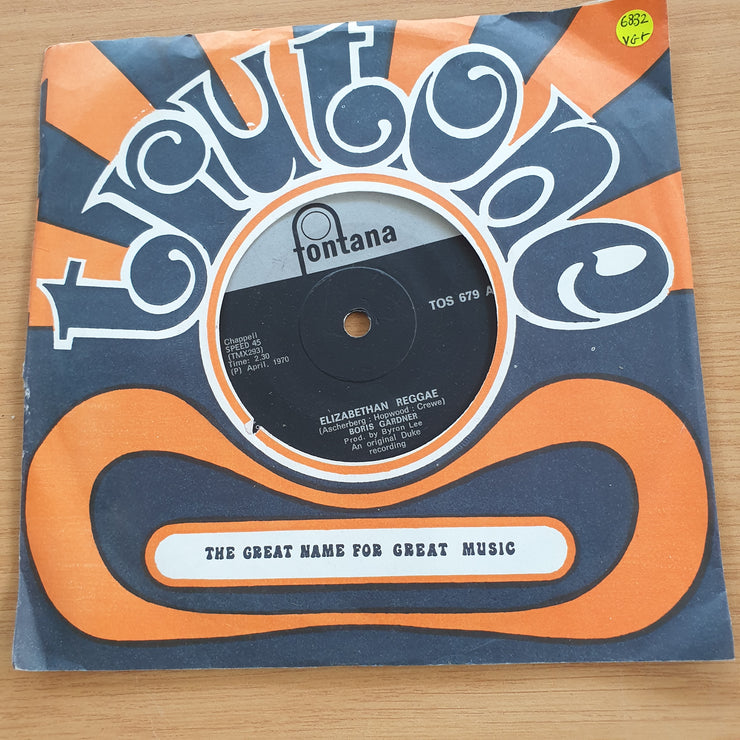 6832
VG+
trutone
fontana
TOS 679 A
Chappell
SPEED 45
(TMX293)
Time: 2.30
(P) April, 1970
ELIZABETHAN REGGAE
(Ascherberg : Hopwood : Crewe)
BORIS GARDNER
Prod. by Byron Lee
An original Duke
recording
THE GREAT NAME FOR GREAT MUSIC